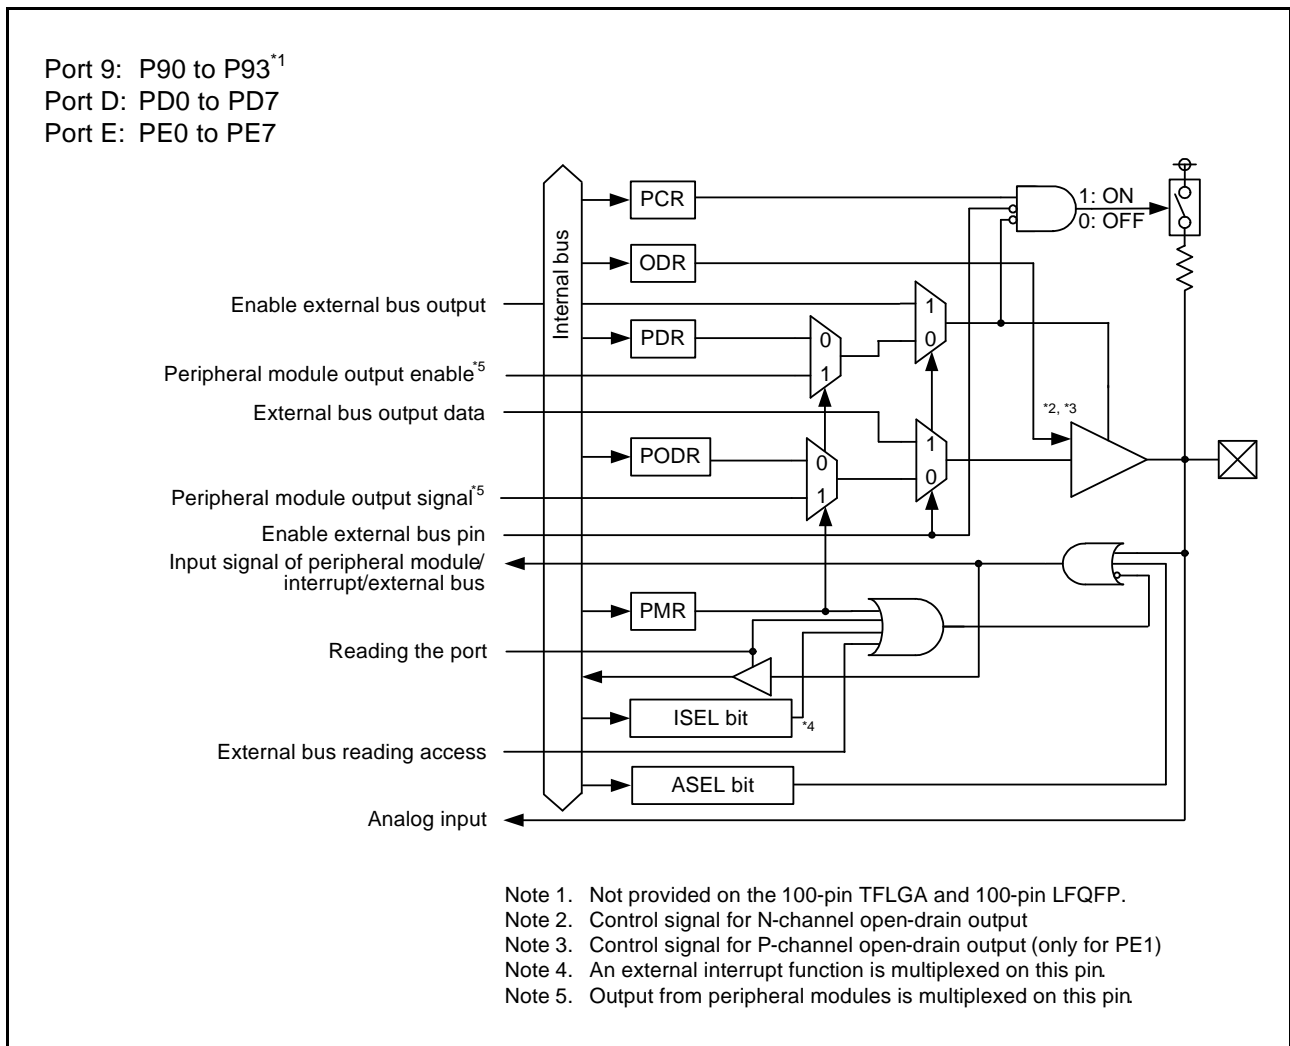 Port 9: P90 to P93*1
Port D: PD0 to PD7
Port E: PE0 to PE7
Internal bus
PCR
1: ON
0: OFF
ODR
Enable external bus output
1
PDR
0
0
Peripheral module output enable*5
1
External bus output data
*2, *3
1
PODR
0
0
Peripheral module output signal*5
1
Enable external bus pin
Input signal of peripheral module/
interrupt/external bus
PMR
Reading the port
ISEL bit
*4
External bus reading access
ASEL bit
Analog input
Note 1. Not provided on the 100-pin TFLGA and 100-pin LFQFP.
Note 2. Control signal for N-channel open-drain output
Note 3. Control signal for P-channel open-drain output (only for PE1)
Note 4. An external interrupt function is multiplexed on this pin.
Note 5. Output from peripheral modules is multiplexed on this pin.